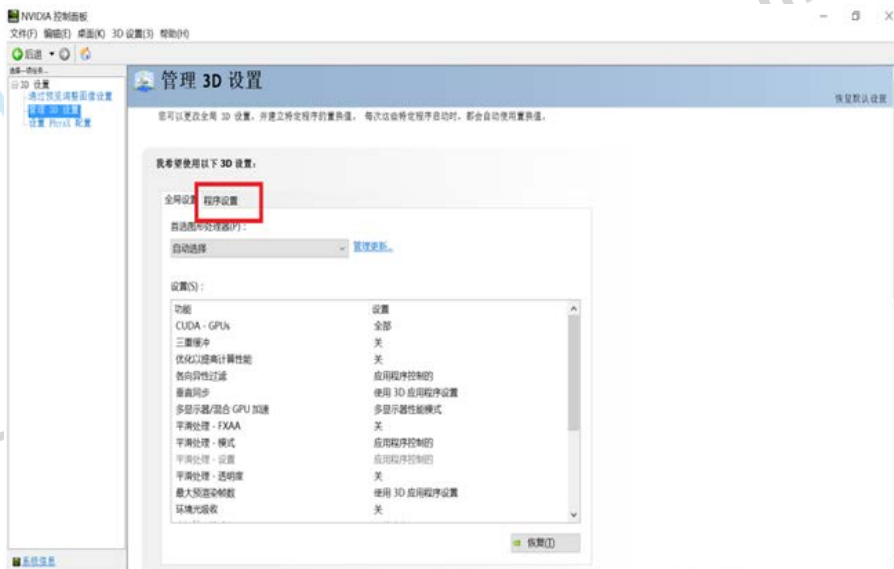 NVIDIA 控制面板
文件(F) 编辑(E) 桌面(K) 3D 设置(3) 帮助(H)
后退
选择一项任务...
3D 设置
通过预览调整图像设置
管理 3D 设置
设置 PhysX 配置
管理 3D 设置
恢复默认设置
您可以更改全局 3D 设置，并建立特定程序的置换值。 每次这些特定程序启动时，都会自动使用置换值。
我希望使用以下 3D 设置:
全局设置 程序设置
首选图形处理器(P) :
自动选择 管理更新...
设置(S) :
功能 设置
CUDA - GPUs 全部
三重缓冲 关
优化以提高计算性能 关
各向异性过滤 应用程序控制的
垂直同步 使用 3D 应用程序设置
多显示器/混合 GPU 加速 多显示器性能模式
平滑处理 - FXAA 关
平滑处理 - 模式 应用程序控制的
平滑处理 - 设置 应用程序控制的
平滑处理 - 透明度 关
最大预渲染帧数 使用 3D 应用程序设置
环境光吸收 关
恢复(T)
系统信息